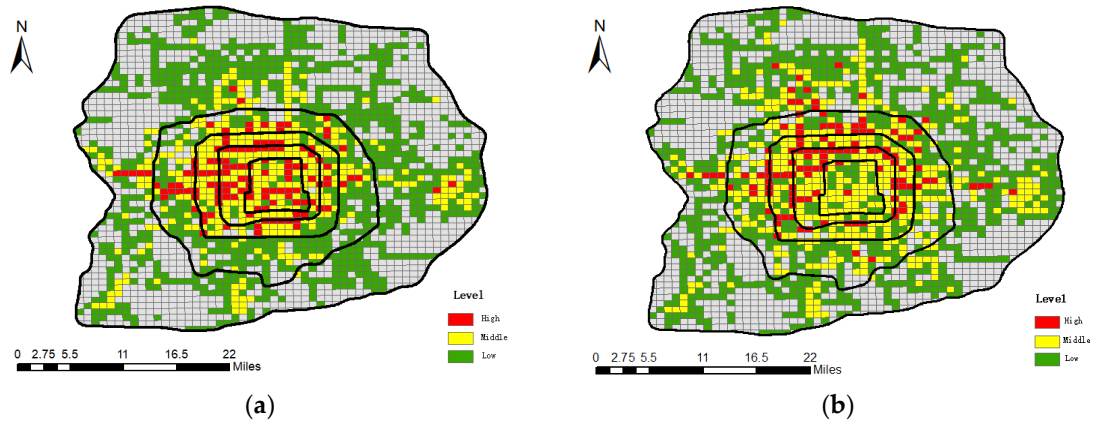 N
Level
High
Middle
Low
0 2.75 5.5 11 16.5 22
Miles
(a)
N
Level
High
Middle
Low
0 2.75 5.5 11 16.5 22
Miles
(b)